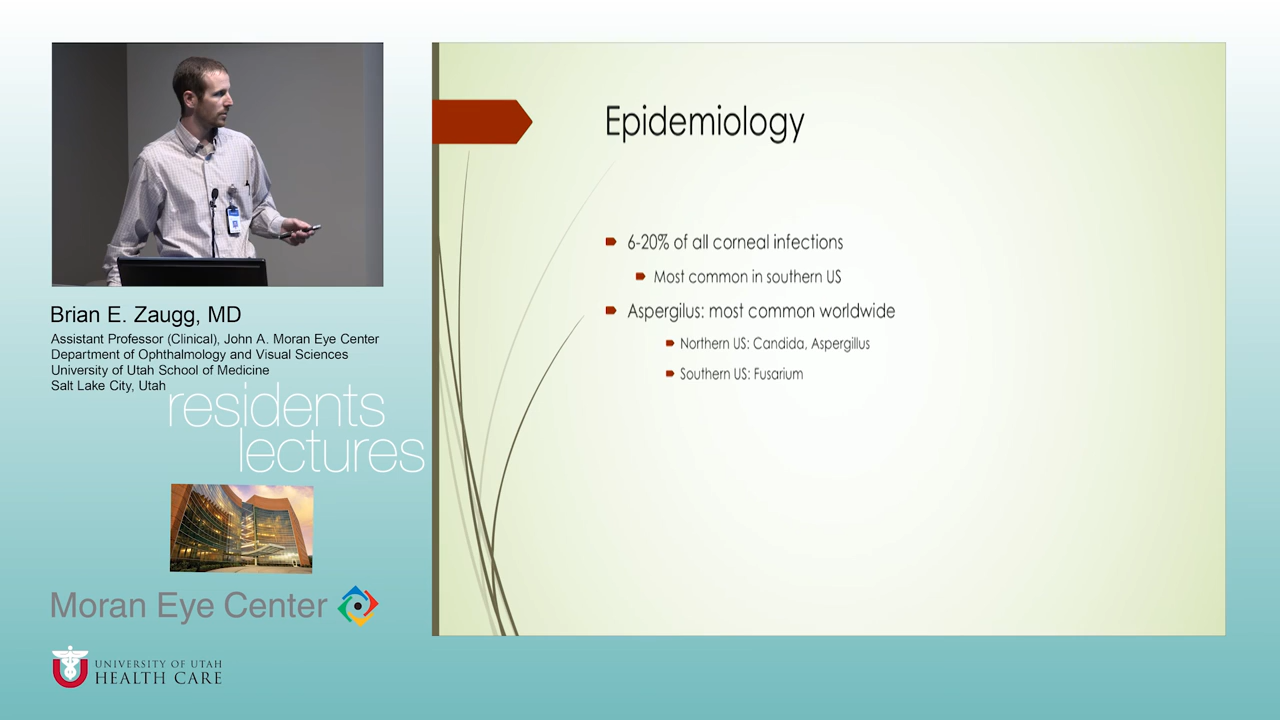 Epidemiology
6-20% of all corneal infections
Most common in southern US
Aspergilus: most common worldwide
Northern US: Candida, Aspergillus
Southern US: Fusarium
Brian E. Zaugg, MD
Assistant Professor (Clinical), John A. Moran Eye Center
Department of Ophthalmology and Visual Sciences
University of Utah School of Medicine
Salt Lake City, Utah
residents
lectures
Moran Eye Center
UNIVERSITY OF UTAH
HEALTH CARE